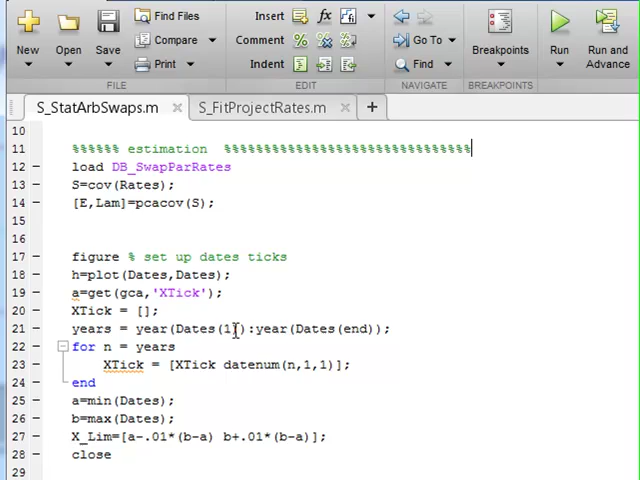 Find Files
Insert
fx
Compare
Comment
Go To
New
Open
Save
Print
Indent
Find
Breakpoints
Run
Run and
Advance
FILE
EDIT
NAVIGATE
BREAKPOINTS
S_StatArbSwaps.m
S_FitProjectRates.m
10
11 %%%%%% estimation %%%%%%%%%%%%%%%%%%%%%%%%%%%%%%%
12 load DB_SwapParRates
13 S=cov(Rates);
14 [E,Lam]=pcacov(S);
15
16
17 figure % set up dates ticks
18 h=plot(Dates,Dates);
19 a=get(gca,'XTick');
20 XTick = [];
21 years = year(Dates(1)):year(Dates(end));
22 for n = years
23 XTick = [XTick datenum(n,1,1)];
24 end
25 a=min(Dates);
26 b=max(Dates);
27 X_Lim=[a-.01*(b-a) b+.01*(b-a)];
28 close
29